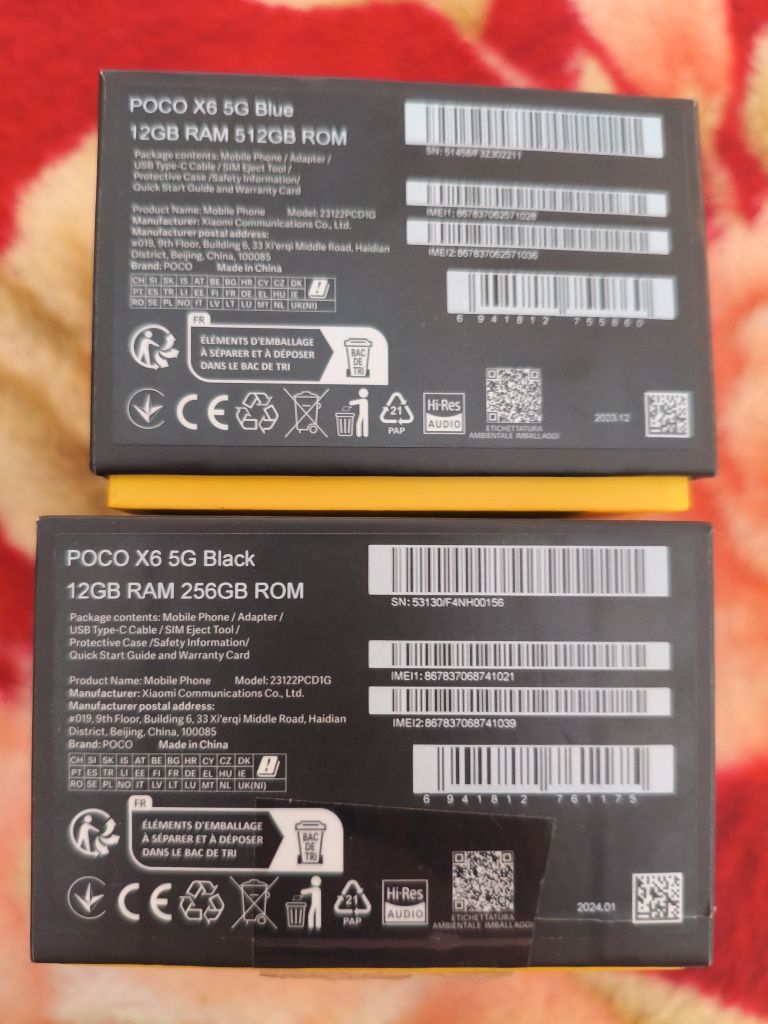 POCO X6 5G Blue
12GB RAM 512GB ROM
Package contents: Mobile Phone / Adapter /
USB Type-C Cable / SIM Eject Tool /
Protective Case /Safety Information/
Quick Start Guide and Warranty Card
Product Name: Mobile Phone Model: 23122PCD1G
Manufacturer: Xiaomi Communications Co., Ltd.
Manufacturer postal address:
#019, 9th Floor, Building 6, 33 Xi'erqi Middle Road, Haidian
District, Beijing, China, 100085
Brand: POCO Made in China
CH SI SK IS AT BE BG HR CY CZ DK
PT ES TR LI EE FI FR DE EL HU IE
RO SE PL NO IT LV LT LU MT NL UK(NI)
SN: 51458/F3Z302211
IMEI1: 867837062571028
IMEI2: 867837062571036
6 941812 755860
FR
ÉLÉMENTS D'EMBALLAGE
À SÉPARER ET À DÉPOSER
DANS LE BAC DE TRI
BAC
DE
TRI
CE
21
PAP
Hi-Res
AUDIO
ETICHETTATURA
AMBIENTALE IMBALLAGGI
2023.12
POCO X6 5G Black
12GB RAM 256GB ROM
Package contents: Mobile Phone / Adapter /
USB Type-C Cable / SIM Eject Tool /
Protective Case /Safety Information/
Quick Start Guide and Warranty Card
Product Name: Mobile Phone Model: 23122PCD1G
Manufacturer: Xiaomi Communications Co., Ltd.
Manufacturer postal address:
#019, 9th Floor, Building 6, 33 Xi'erqi Middle Road, Haidian
District, Beijing, China, 100085
Brand: POCO Made in China
CH SI SK IS AT BE BG HR CY CZ DK
PT ES TR LI EE FI FR DE EL HU IE
RO SE PL NO IT LV LT LU MT NL UK(NI)
SN: 53130/F4NH00156
IMEI1: 867837068741021
IMEI2: 867837068741039
6 941812 761175
FR
ÉLÉMENTS D'EMBALLAGE
À SÉPARER ET À DÉPOSER
DANS LE BAC DE TRI
BAC
DE
TRI
CE
21
PAP
Hi-Res
AUDIO
ETICHETTATURA
AMBIENTALE IMBALLAGGI
2024.01